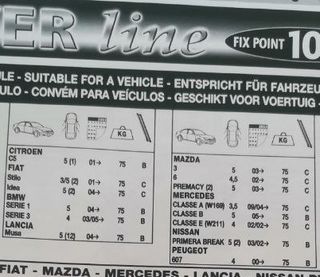 ER line FIX POINT 10
ULE - SUITABLE FOR A VEHICLE - ENTSPRICHT FÜR FAHRZEU
ULO - CONVÉM PARA VEÍCULOS - GESCHIKT VOOR VOERTUIG -
KG
KG
CITROEN
C5 5 (1) 01→ 75 B
FIAT
Stilo 3/5 (2) 01→ 75 C
Idea 5 (2) 04→ 75 C
BMW
SERIE 1 5 04→ 75 B
SERIE 3 4 03/05→ 75 B
LANCIA
Musa 5 (12) 04→ 75 B
MAZDA
3 5 03→ 75 C
6 4,5 02→ 75 C
PREMACY (2) 5 03→ 75 C
MERCEDES
CLASSE A (W169) 3,5 09/04→ 75 C
CLASSE B 5 05→ 75 B
CLASSE E (W211) 4 02/02→ 75 C
NISSAN
PRIMERA BREAK 5 (2) 03/02→ 75 B
PEUGEOT
607 4 00→ 75 B
FIAT - MAZDA - MERCEDES - LANCIA - NISSAN